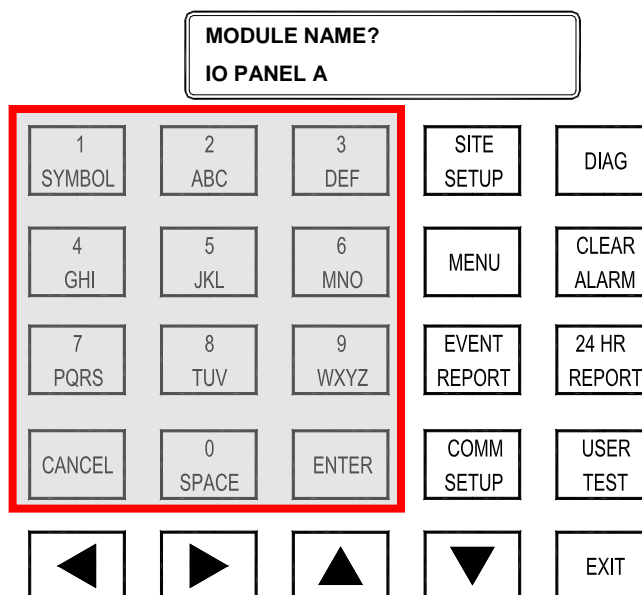 MODULE NAME?
IO PANEL A
1
SYMBOL
2
ABC
3
DEF
SITE
SETUP
DIAG
4
GHI
5
JKL
6
MNO
MENU
CLEAR
ALARM
7
PQRS
8
TUV
9
WXYZ
EVENT
REPORT
24 HR
REPORT
CANCEL
0
SPACE
ENTER
COMM
SETUP
USER
TEST
EXIT